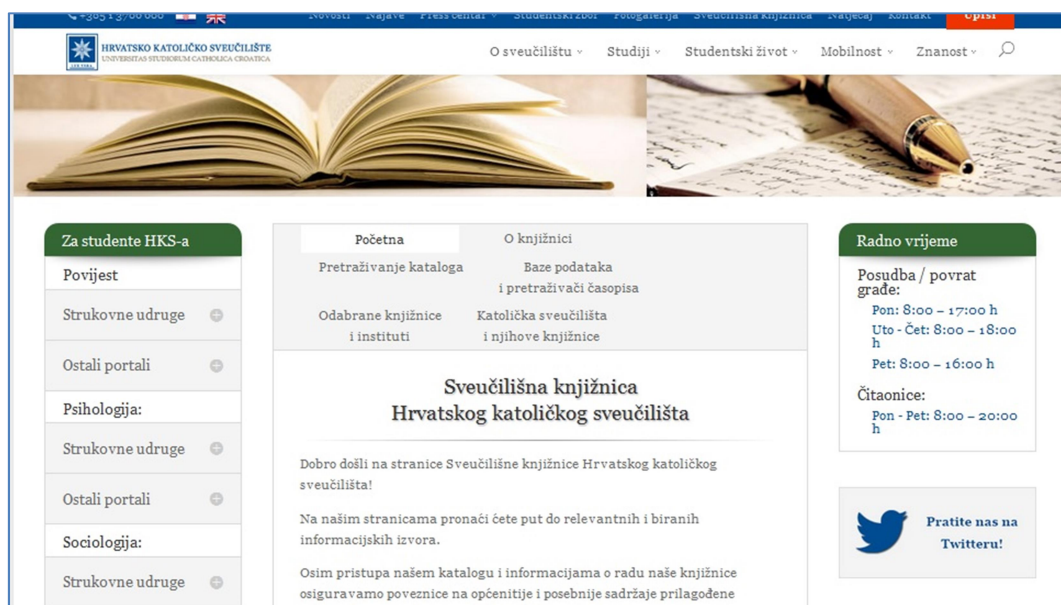 +385 1 3700 600
Novosti Najave Press centar Studentski zbor Fotogalerija Sveučilišna knjižnica Natječaj Kontakt Upisi
HRVATSKO KATOLIČKO SVEUČILIŠTE
UNIVERSITAS STUDIORUM CATHOLICA CROATICA
O sveučilištu Studiji Studentski život Mobilnost Znanost
Za studente HKS-a
Povijest
Strukovne udruge
Ostali portali
Psihologija:
Strukovne udruge
Ostali portali
Sociologija:
Strukovne udruge
Početna O knjižnici
Pretraživanje kataloga Baze podataka
i pretraživači časopisa
Odabrane knjižnice Katolička sveučilišta
i instituti i njihove knjižnice
Sveučilišna knjižnica
Hrvatskog katoličkog sveučilišta
Dobro došli na stranice Sveučilišne knjižnice Hrvatskog katoličkog
sveučilišta!
Na našim stranicama pronaći ćete put do relevantnih i biranih
informacijskih izvora.
Osim pristupa našem katalogu i informacijama o radu naše knjižnice
osiguravamo poveznice na općenitije i posebnije sadržaje prilagođene
Radno vrijeme
Posudba / povrat
građe:
Pon: 8:00 – 17:00 h
Uto - Čet: 8:00 – 18:00
h
Pet: 8:00 – 16:00 h
Čitaonice:
Pon - Pet: 8:00 – 20:00
h
Pratite nas na
Twitteru!